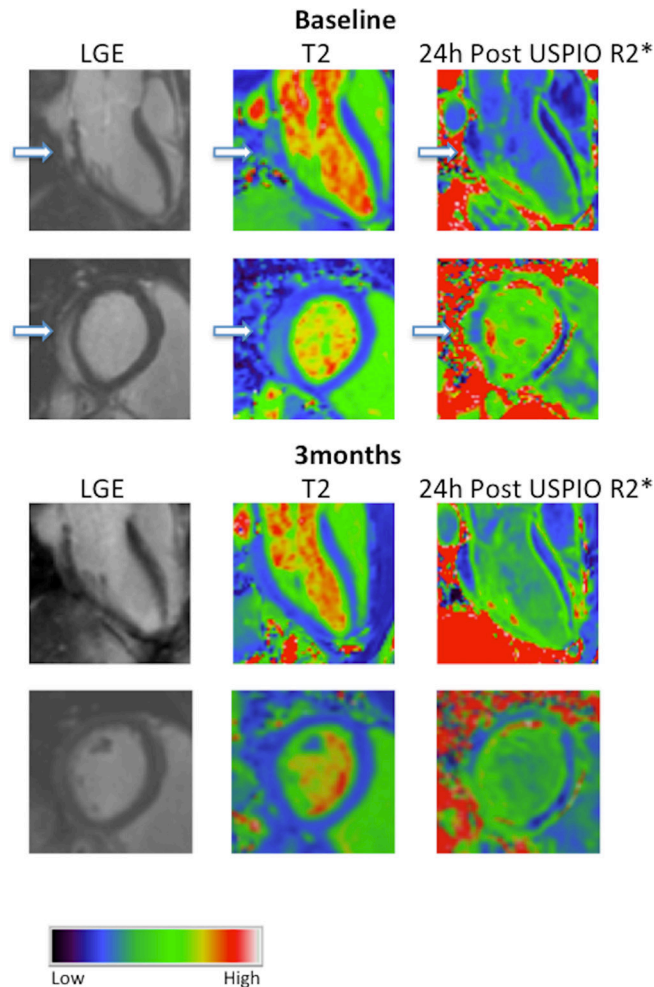 Baseline
LGE T2 24h Post USPIO R2*
3months
LGE T2 24h Post USPIO R2*
Low High